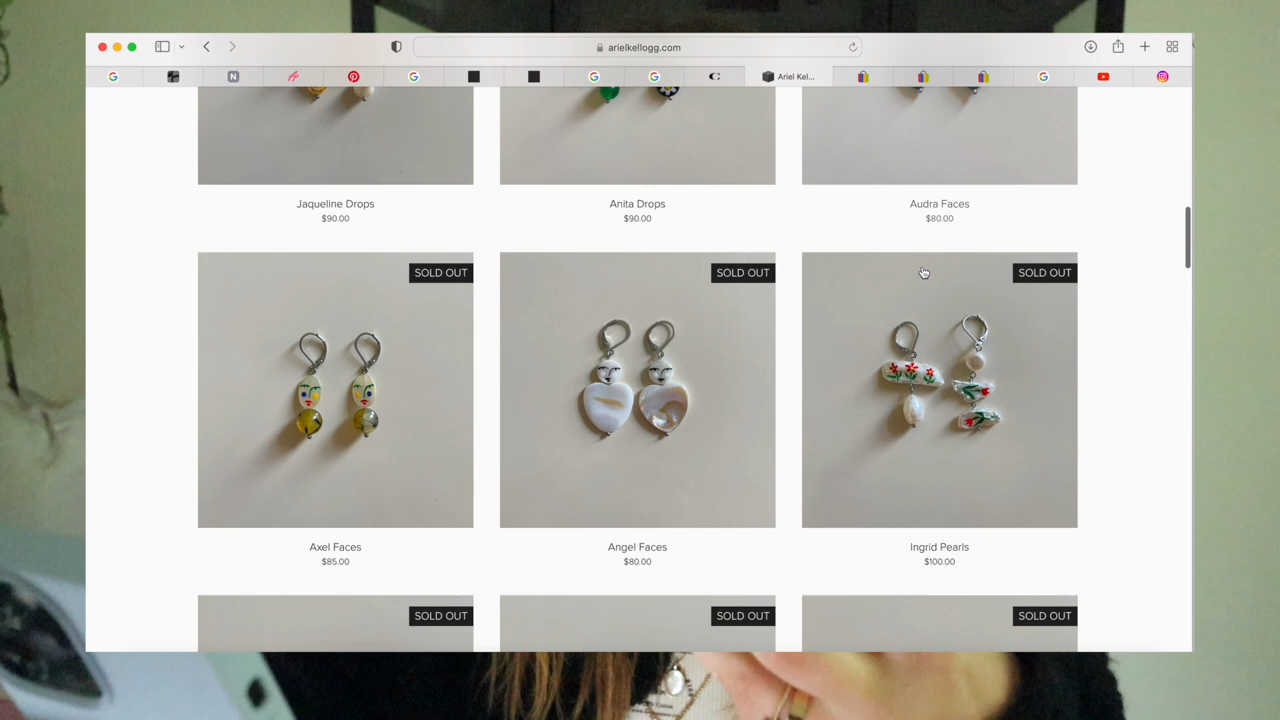 arielkellogg.com
N
Ariel Kel...
Jaqueline Drops
Anita Drops
Audra Faces
$90.00
$90.00
$80.00
SOLD OUT
SOLD OUT
SOLD OUT
Axel Faces
Angel Faces
Ingrid Pearls
$85.00
$80.00
$100.00
SOLD OUT
SOLD OUT
SOLD OUT